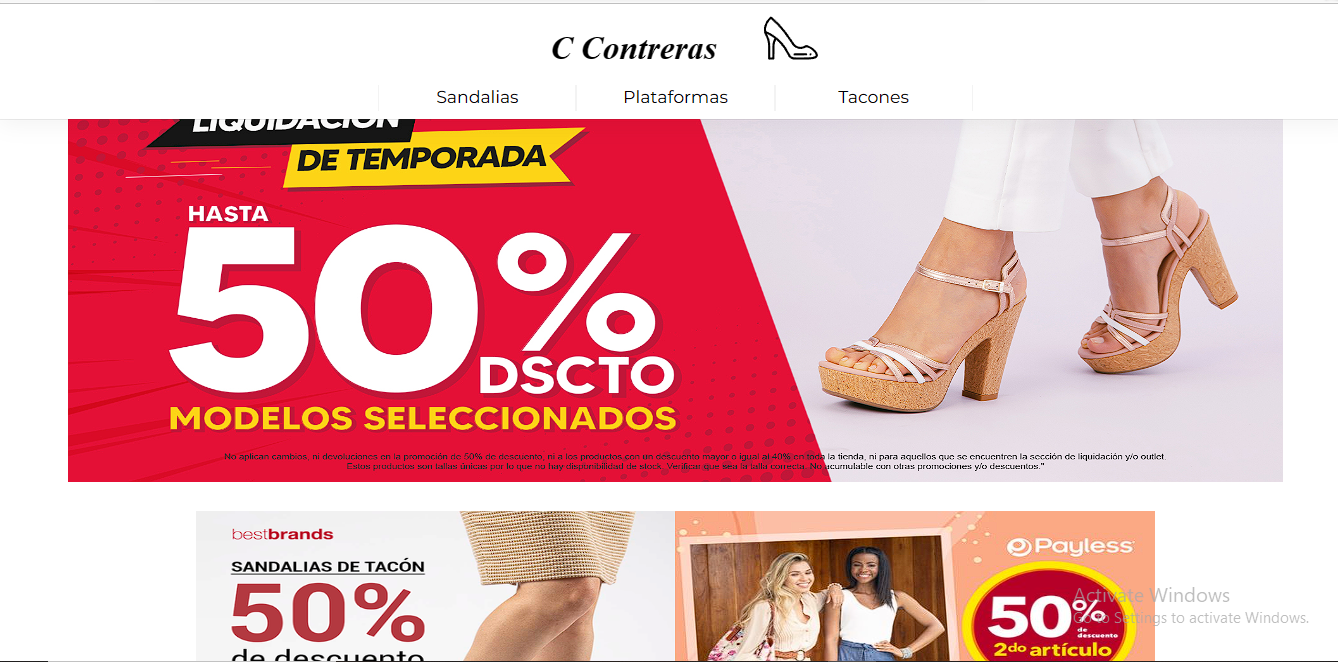 C Contreras
Sandalias
Plataformas
Tacones
LIQUIDACIÓN
DE TEMPORADA
HASTA
50%
DSCTO
MODELOS SELECCIONADOS
No aplican cambios, ni devoluciones en la promoción de 50% de descuento, ni a los productos con un descuento mayor o igual al 40% en toda la tienda, ni para aquellos que se encuentren la sección de liquidación y/o outlet.
Estos productos son tallas únicas por lo que no hay disponibilidad de stock. Verificar que sea la talla correcta. No acumulable con otras promociones y/o descuentos."
bestbrands
SANDALIAS DE TACÓN
50%
de descuento
Payless
50%
de
descuento
2do artículo
Activate Windows
Go to Settings to activate Windows.